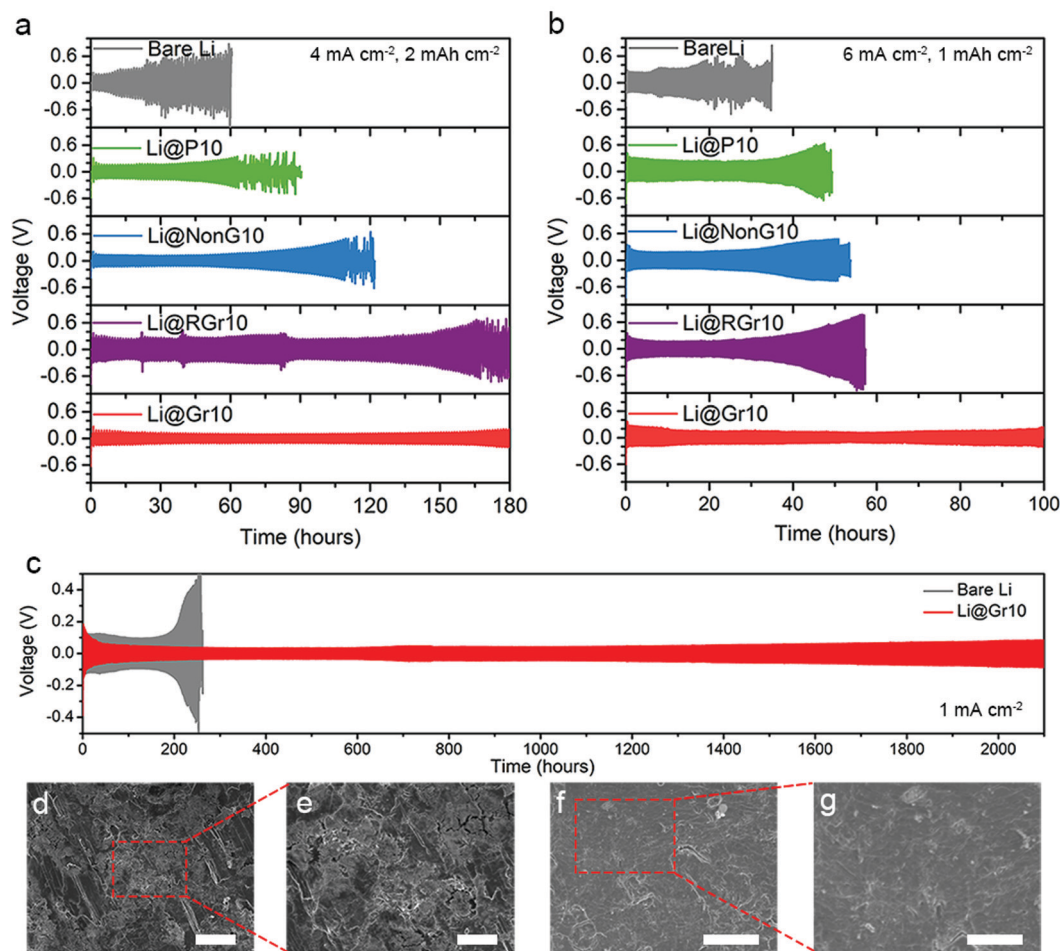 a
b
Bare Li
4 mA cm-2, 2 mAh cm-2
Li@P10
Li@NonG10
Li@RGr10
Li@Gr10
0.6
0.0
-0.6
0.6
0.0
-0.6
0.6
0.0
-0.6
0.6
0.0
-0.6
0.6
0.0
-0.6
Voltage (V)
0 30 60 90 120 150 180
Time (hours)
BareLi
6 mA cm-2, 1 mAh cm-2
Li@P10
Li@NonG10
Li@RGr10
Li@Gr10
0.6
0.0
-0.6
0.6
0.0
-0.6
0.6
0.0
-0.6
0.6
0.0
-0.6
0.6
0.0
-0.6
Voltage (V)
0 20 40 60 80 100
Time (hours)
c
Bare Li
Li@Gr10
0.4
0.2
0.0
0.2
-0.4
Voltage (V)
1 mA cm-2
0 200 400 600 800 1000 1200 1400 1600 1800 2000
Time (hours)
d
e
f
g